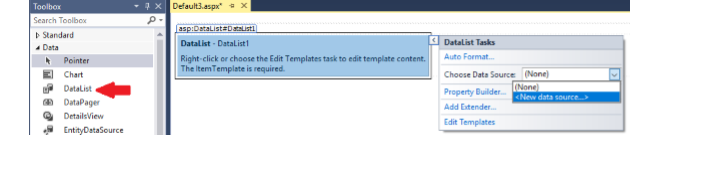 Toolbox
Search Toolbox
Standard
Data
Pointer
Chart
DataList
DataPager
DetailsView
EntityDataSource
Default3.aspx*
asp:DataList#DataList1
DataList - DataList1
Right-click or choose the Edit Templates task to edit template content.
The ItemTemplate is required.
DataList Tasks
Auto Format...
Choose Data Source: (None)
(None)
<New data source...>
Property Builder...
Add Extender...
Edit Templates